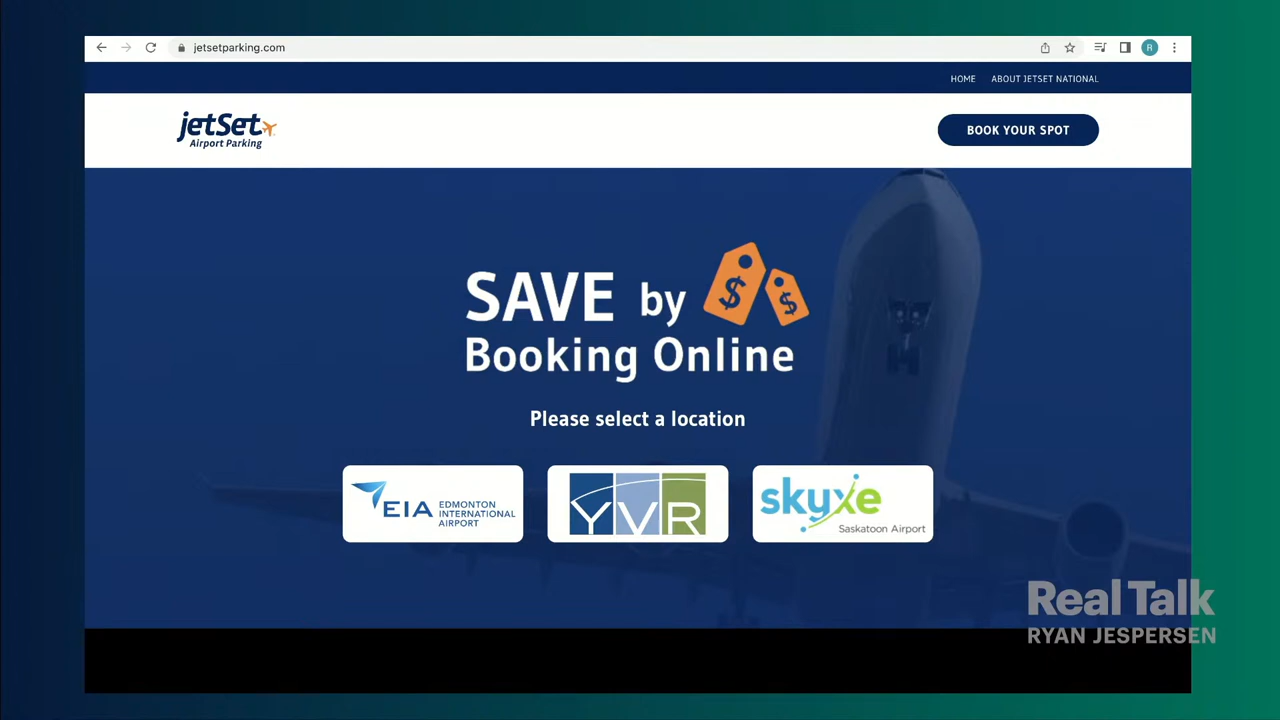 jetsetparking.com
R
HOME ABOUT JETSET NATIONAL
jetSet
Airport Parking
BOOK YOUR SPOT
SAVE by
$ $
Booking Online
Please select a location
EIA EDMONTON
INTERNATIONAL
AIRPORT
YVR
skyxe
Saskatoon Airport
Real Talk
RYAN JESPERSEN